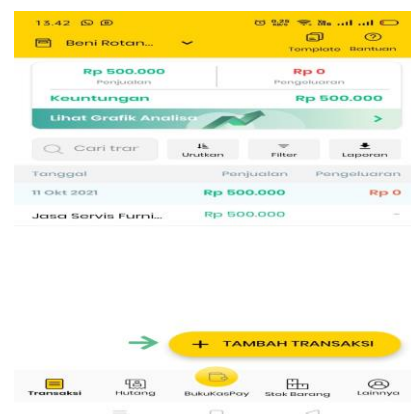 13.42
Beni Rotan...
Template Bantuan
Rp 500.000 Rp 0
Penjualan Pengeluaran
Keuntungan Rp 500.000
Lihat Grafik Analisa
Cari tran
Urutkan Filter Laporan
Tanggal Penjualan Pengeluaran
11 Okt 2021 Rp 500.000 Rp 0
Jasa Servis Furni... Rp 500.000 -
+ TAMBAH TRANSAKSI
Transaksi Hutang BukuKasPay Stok Barang Lainnya